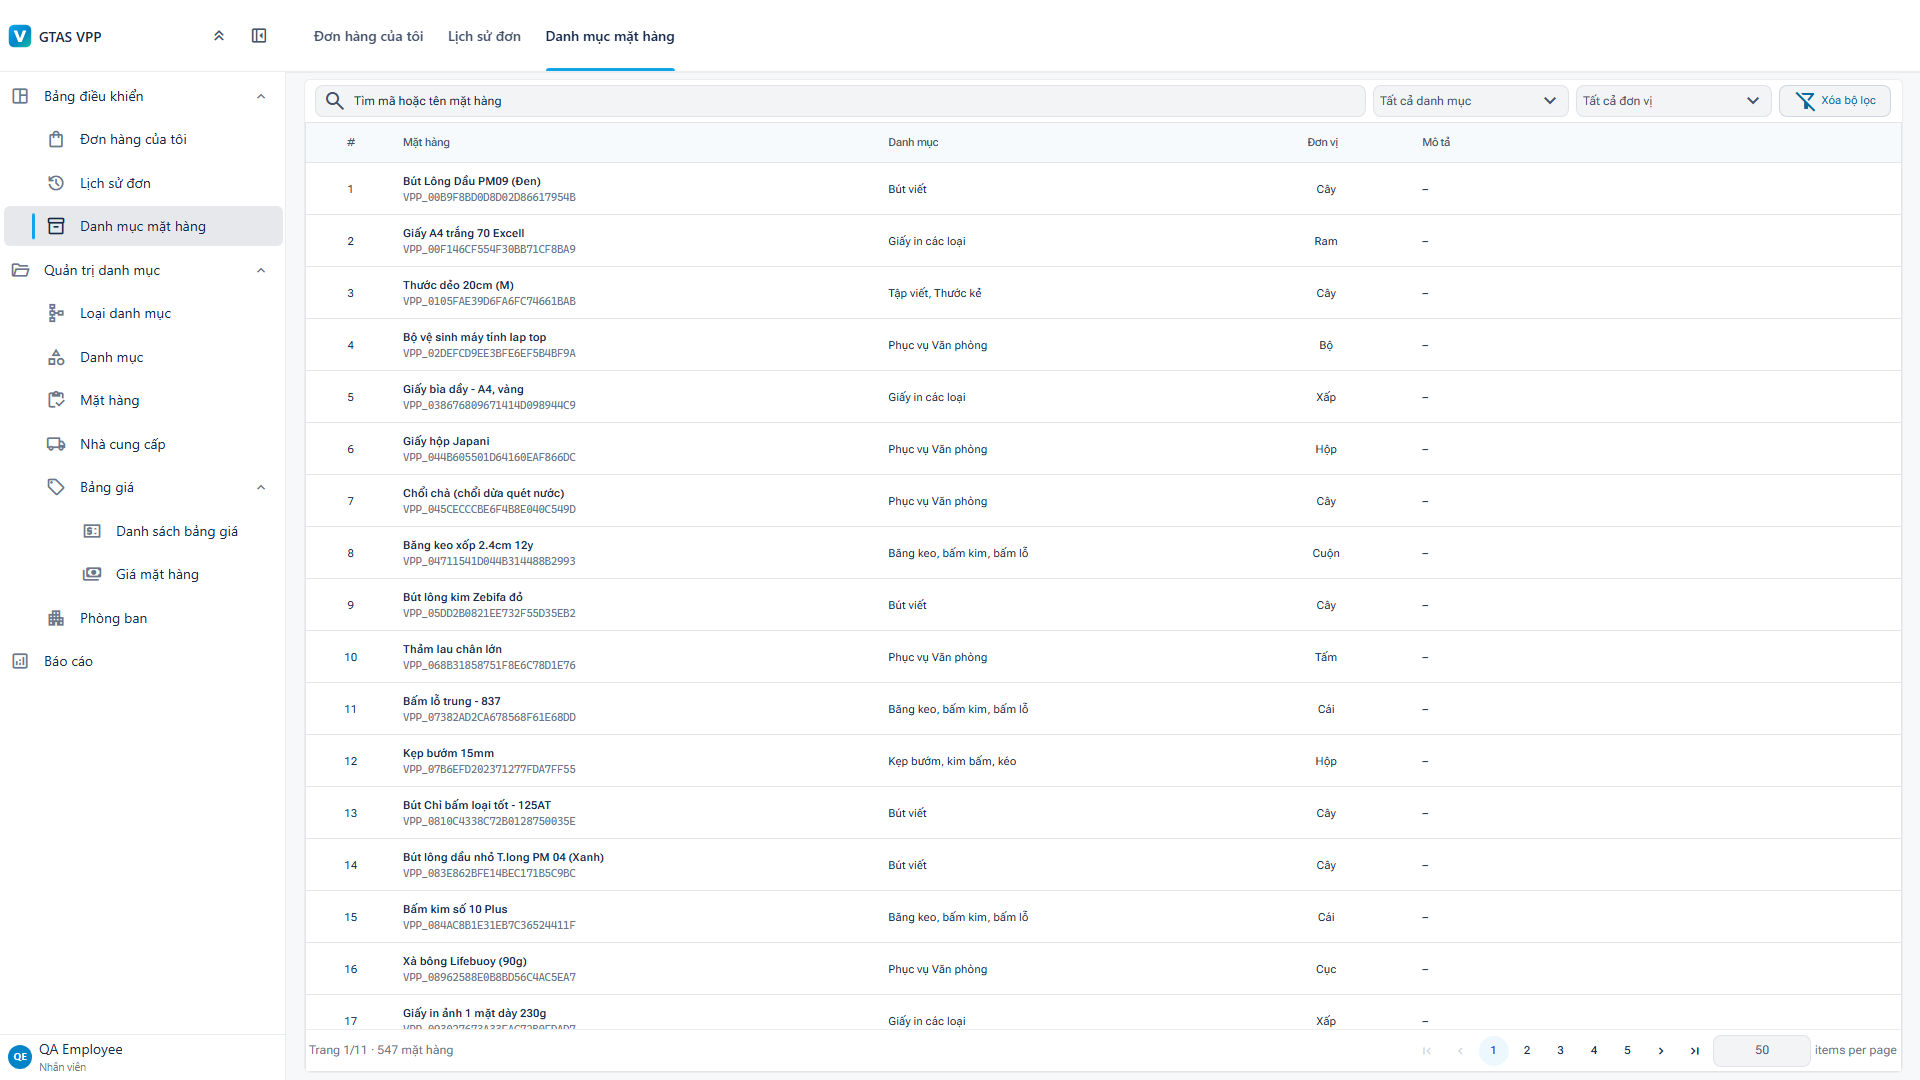 GTAS VPP
Đơn hàng của tôi
Lịch sử đơn
Danh mục mặt hàng
Bảng điều khiển
Đơn hàng của tôi
Lịch sử đơn
Danh mục mặt hàng
Quản trị danh mục
Loại danh mục
Danh mục
Mặt hàng
Nhà cung cấp
Bảng giá
Danh sách bảng giá
Giá mặt hàng
Phòng ban
Báo cáo
QE
QA Employee
Nhân viên
Tìm mã hoặc tên mặt hàng
Tất cả danh mục
Tất cả đơn vị
Xóa bộ lọc
# Mặt hàng Danh mục Đơn vị Mô tả
1 Bút Lông Dầu PM09 (Đen) Bút viết Cây –
VPP_00B9F8BD0D8D02D86617954B
2 Giấy A4 trắng 70 Excell Giấy in các loại Ram –
VPP_00F146CF554F30BB71CF8BA9
3 Thước dẻo 20cm (M) Tập viết, Thước kẻ Cây –
VPP_0105FAE39D6FA6FC74661BAB
4 Bộ vệ sinh máy tính lap top Phục vụ Văn phòng Bộ –
VPP_02DEFCD9EE3BFE6EF5B4BF9A
5 Giấy bìa dầy - A4, vàng Giấy in các loại Xấp –
VPP_038676809671414D098944C9
6 Giấy hộp Japani Phục vụ Văn phòng Hộp –
VPP_044B605501D64160EAF866DC
7 Chổi chà (chổi dừa quét nước) Phục vụ Văn phòng Cây –
VPP_045CECCCBE6F4B8E040C549D
8 Băng keo xốp 2.4cm 12y Băng keo, bấm kim, bấm lỗ Cuộn –
VPP_04711541D044B314488B2993
9 Bút lông kim Zebifa đỏ Bút viết Cây –
VPP_05DD2B0821EE732F55D35EB2
10 Thảm lau chân lớn Phục vụ Văn phòng Tấm –
VPP_068B31858751F8E6C78D1E76
11 Bấm lỗ trung - 837 Băng keo, bấm kim, bấm lỗ Cái –
VPP_07382AD2CA678568F61E68DD
12 Kẹp bướm 15mm Kẹp bướm, kim bấm, kéo Hộp –
VPP_07B6EFD202371277FDA7FF55
13 Bút Chì bấm loại tốt - 125AT Bút viết Cây –
VPP_0810C4338C72B0128750035E
14 Bút lông dầu nhỏ T.long PM 04 (Xanh) Bút viết Cây –
VPP_083E862BFE14BEC171B5C9BC
15 Bấm kim số 10 Plus Băng keo, bấm kim, bấm lỗ Cái –
VPP_084AC8B1E31EB7C36524411F
16 Xà bông Lifebuoy (90g) Phục vụ Văn phòng Cục –
VPP_08962588E0B8BD56C4AC5EA7
17 Giấy in ảnh 1 mặt dày 230g Giấy in các loại Xấp –
Trang 1/11 · 547 mặt hàng
1 2 3 4 5 50 items per page